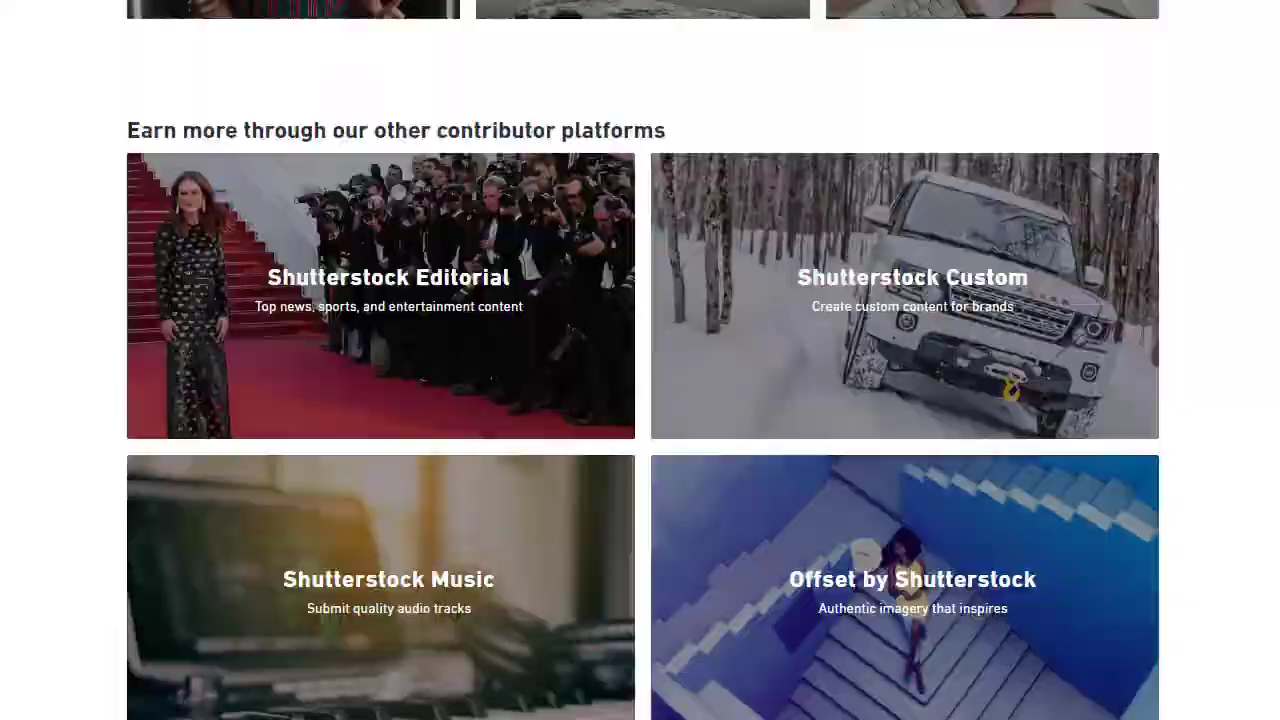 Earn more through our other contributor platforms
Shutterstock Editorial
Top news, sports, and entertainment content
Shutterstock Custom
Create custom content for brands
Shutterstock Music
Submit quality audio tracks
Offset by Shutterstock
Authentic imagery that inspires